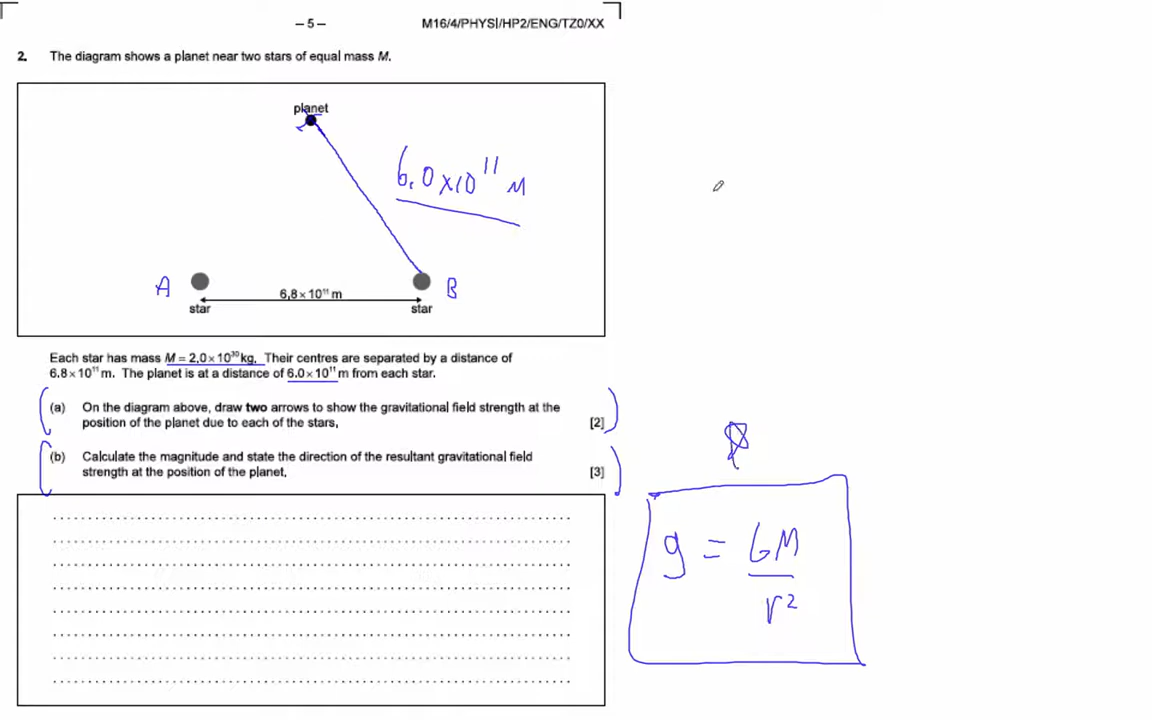 – 5 –
M16/4/PHYSI/HP2/ENG/TZ0/XX
2. The diagram shows a planet near two stars of equal mass M.
planet
6.0×10¹¹ M
A
B
6.8 × 10¹¹ m
star
star
Each star has mass M = 2.0 × 10³⁰ kg. Their centres are separated by a distance of
6.8 × 10¹¹ m. The planet is at a distance of 6.0 × 10¹¹ m from each star.
(a) On the diagram above, draw two arrows to show the gravitational field strength at the
position of the planet due to each of the stars. [2]
(b) Calculate the magnitude and state the direction of the resultant gravitational field
strength at the position of the planet. [3]
g = GM
r²